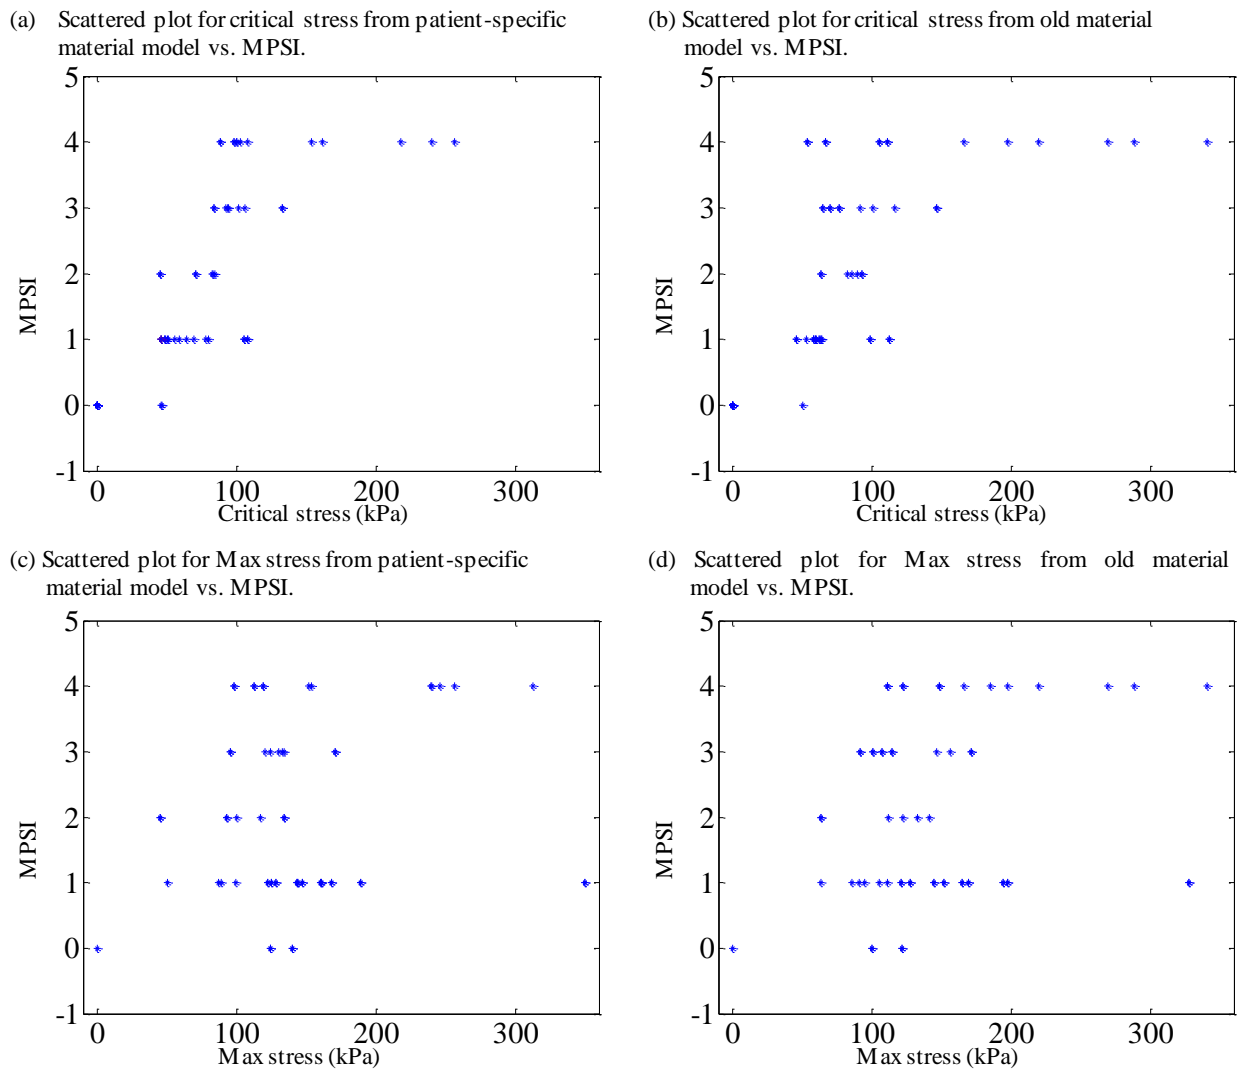 (a) Scattered plot for critical stress from patient-specific
material model vs. MPSI.
5
4
3
2
1
0
-1
MPSI
0 100 200 300
Critical stress (kPa)
(b) Scattered plot for critical stress from old material
model vs. MPSI.
5
4
3
2
1
0
-1
MPSI
0 100 200 300
Critical stress (kPa)
(c) Scattered plot for Max stress from patient-specific
material model vs. MPSI.
5
4
3
2
1
0
-1
MPSI
0 100 200 300
Max stress (kPa)
(d) Scattered plot for Max stress from old material
model vs. MPSI.
5
4
3
2
1
0
-1
MPSI
0 100 200 300
Max stress (kPa)